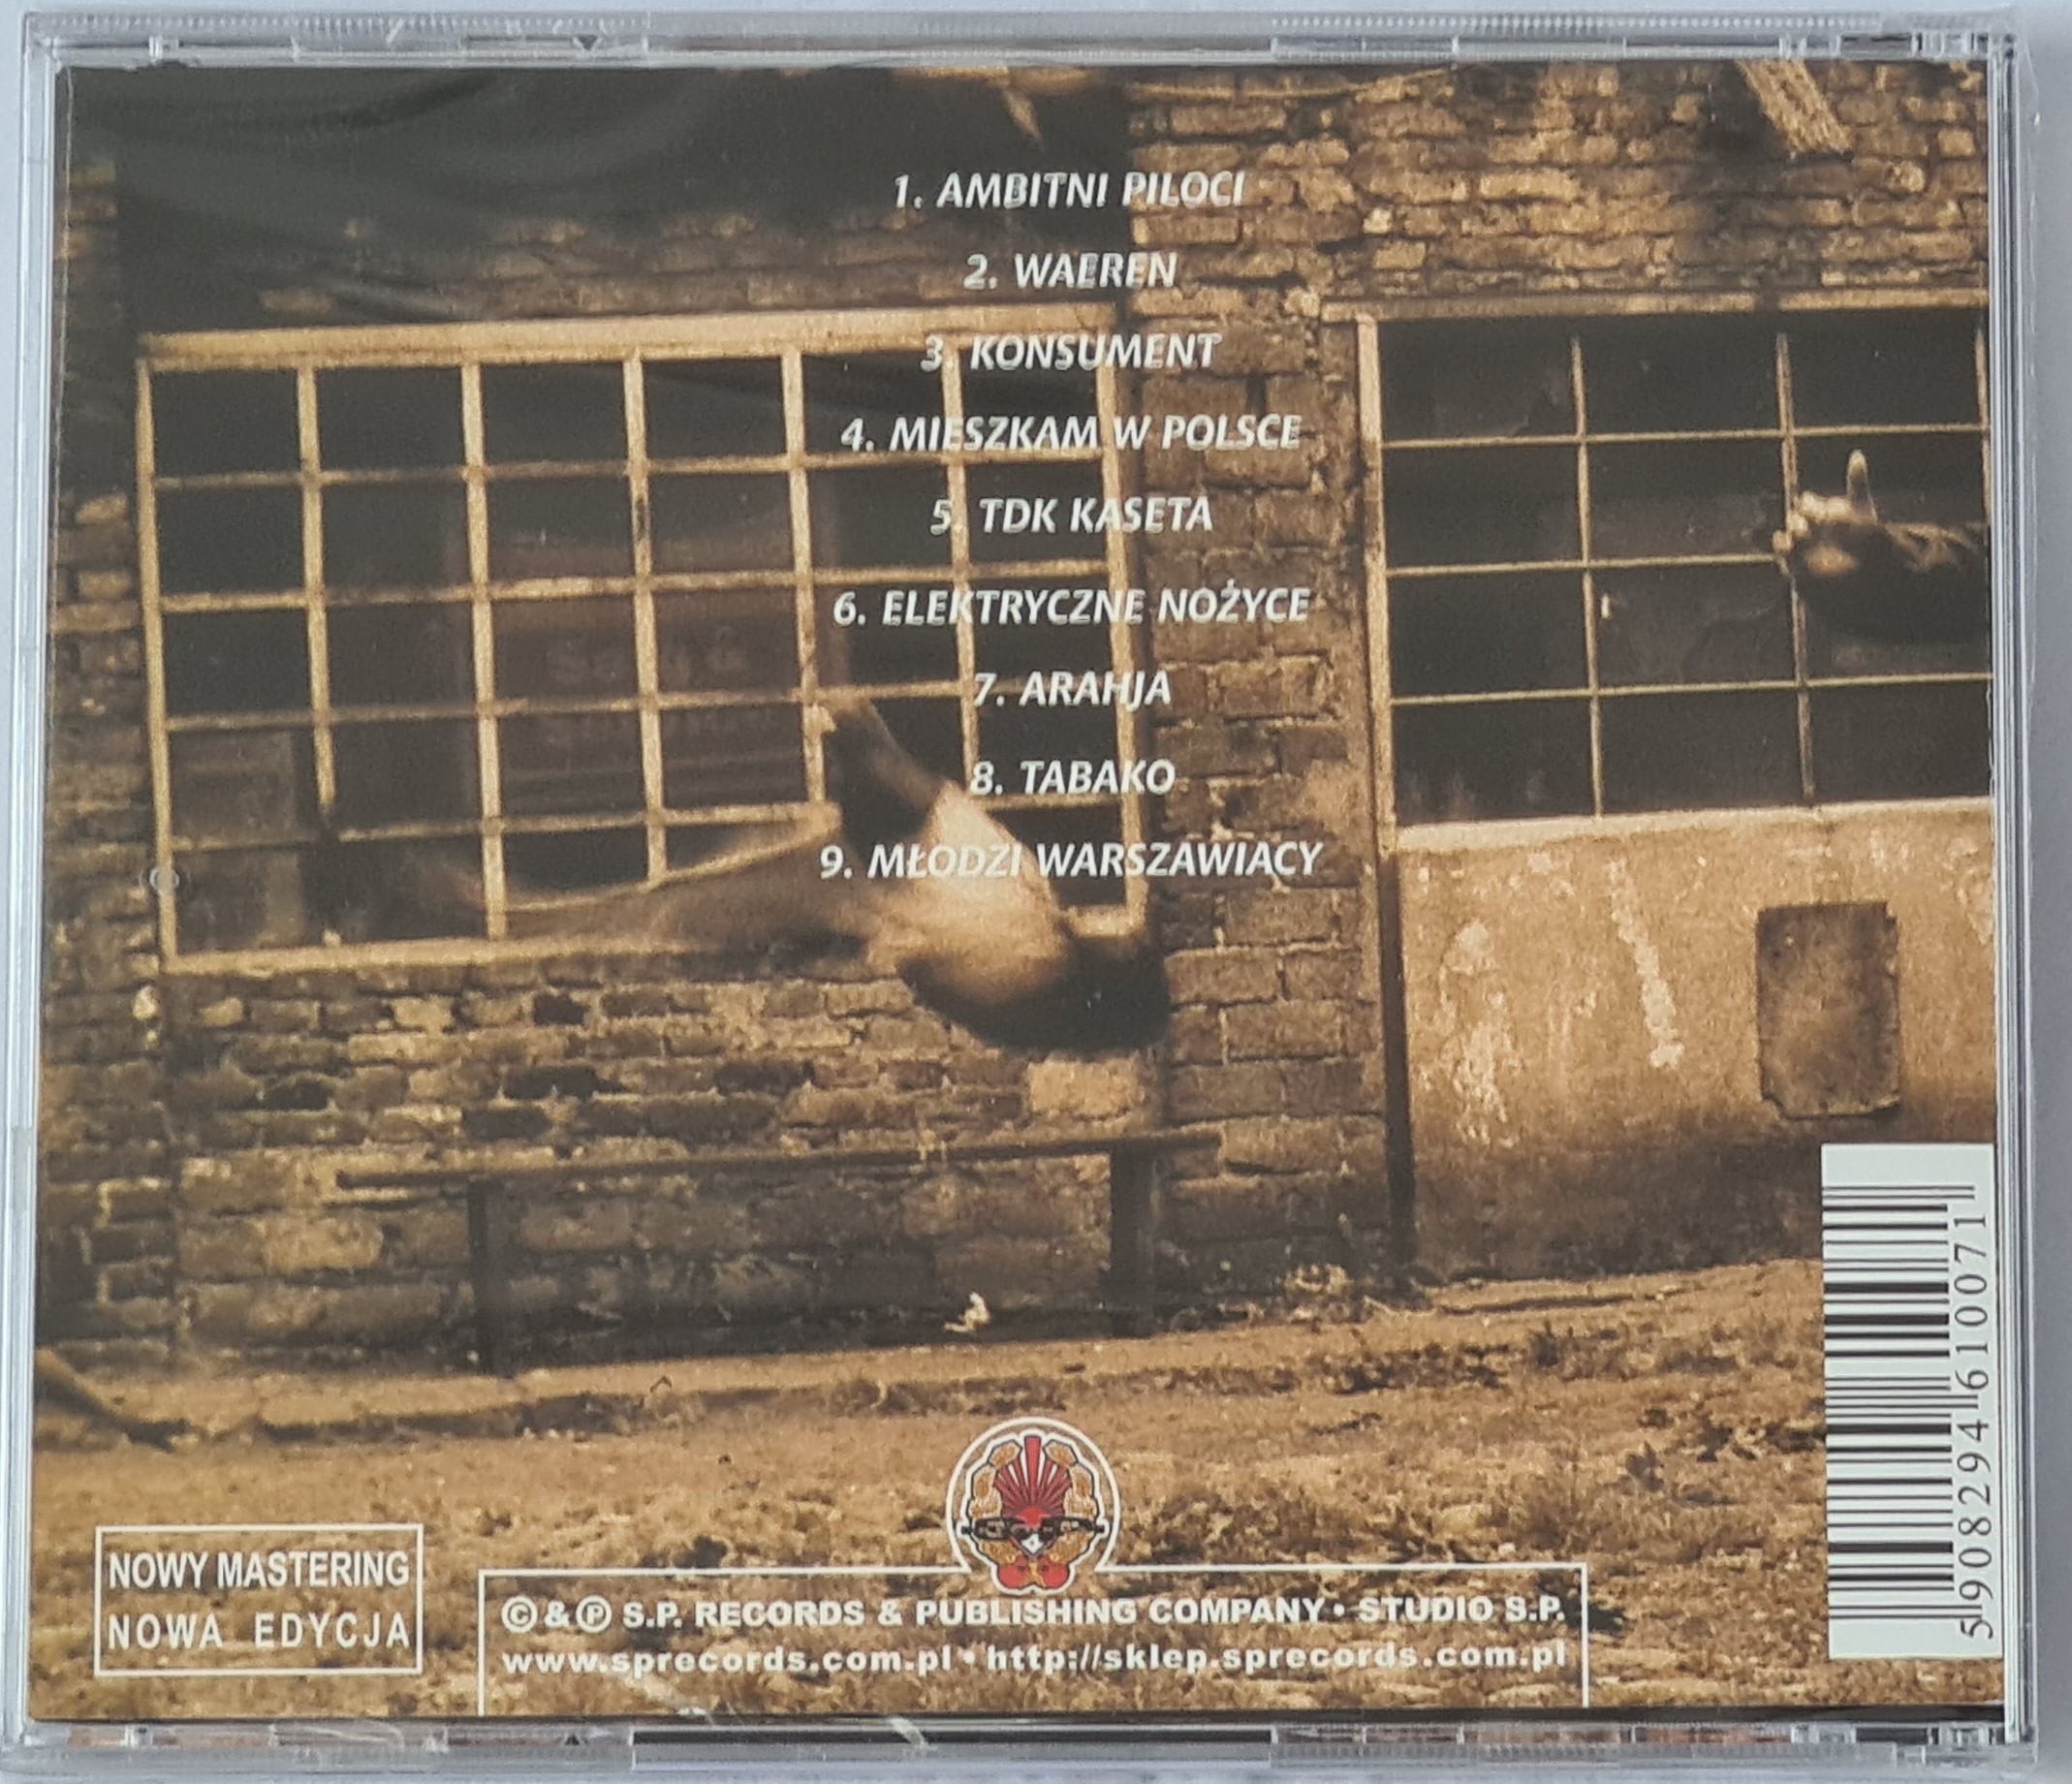 1. AMBITNI PILOCI
2. WAEREN
3. KONSUMENT
4. MIESZKAM W POLSCE
5. TDK KASETA
6. ELEKTRYCZNE NOŻYCE
7. ARAHJA
8. TABAKO
9. MŁODZI WARSZAWIACY
NOWY MASTERING
NOWA EDYCJA
©&℗ S.P. RECORDS & PUBLISHING COMPANY • STUDIO S.P.
www.sprecords.com.pl • http://sklep.sprecords.com.pl
5 908294 610071